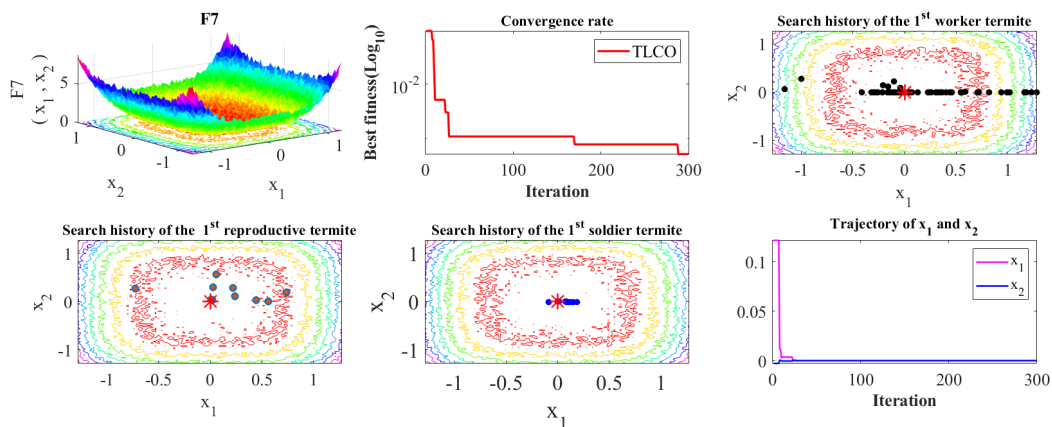 F7
F7
( x1 , x2 )
5
0
1
0
-1
-1
0
1
x2
x1
Convergence rate
Best fitness(Log10)
10-2
TLCO
0
100
200
300
Iteration
Search history of the 1st worker termite
x2
1
0
-1
-1
-0.5
0
0.5
1
x1
Search history of the 1st reproductive termite
x2
1
0
-1
-1
-0.5
0
0.5
1
x1
Search history of the 1st soldier termite
x2
1
0
-1
-1
-0.5
0
0.5
1
x1
Trajectory of x1 and x2
0.1
0.05
0
x1
x2
0
100
200
300
Iteration